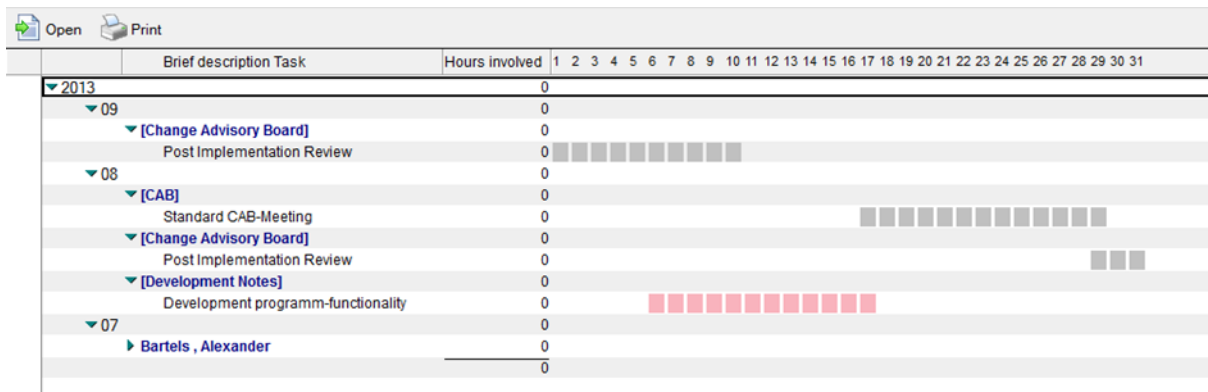 Open Print
Brief description Task Hours involved 1 2 3 4 5 6 7 8 9 10 11 12 13 14 15 16 17 18 19 20 21 22 23 24 25 26 27 28 29 30 31
2013 0
09 0
[Change Advisory Board] 0
Post Implementation Review 0
08 0
[CAB] 0
Standard CAB-Meeting 0
[Change Advisory Board] 0
Post Implementation Review 0
[Development Notes] 0
Development programm-functionality 0
07 0
Bartels , Alexander 0
0